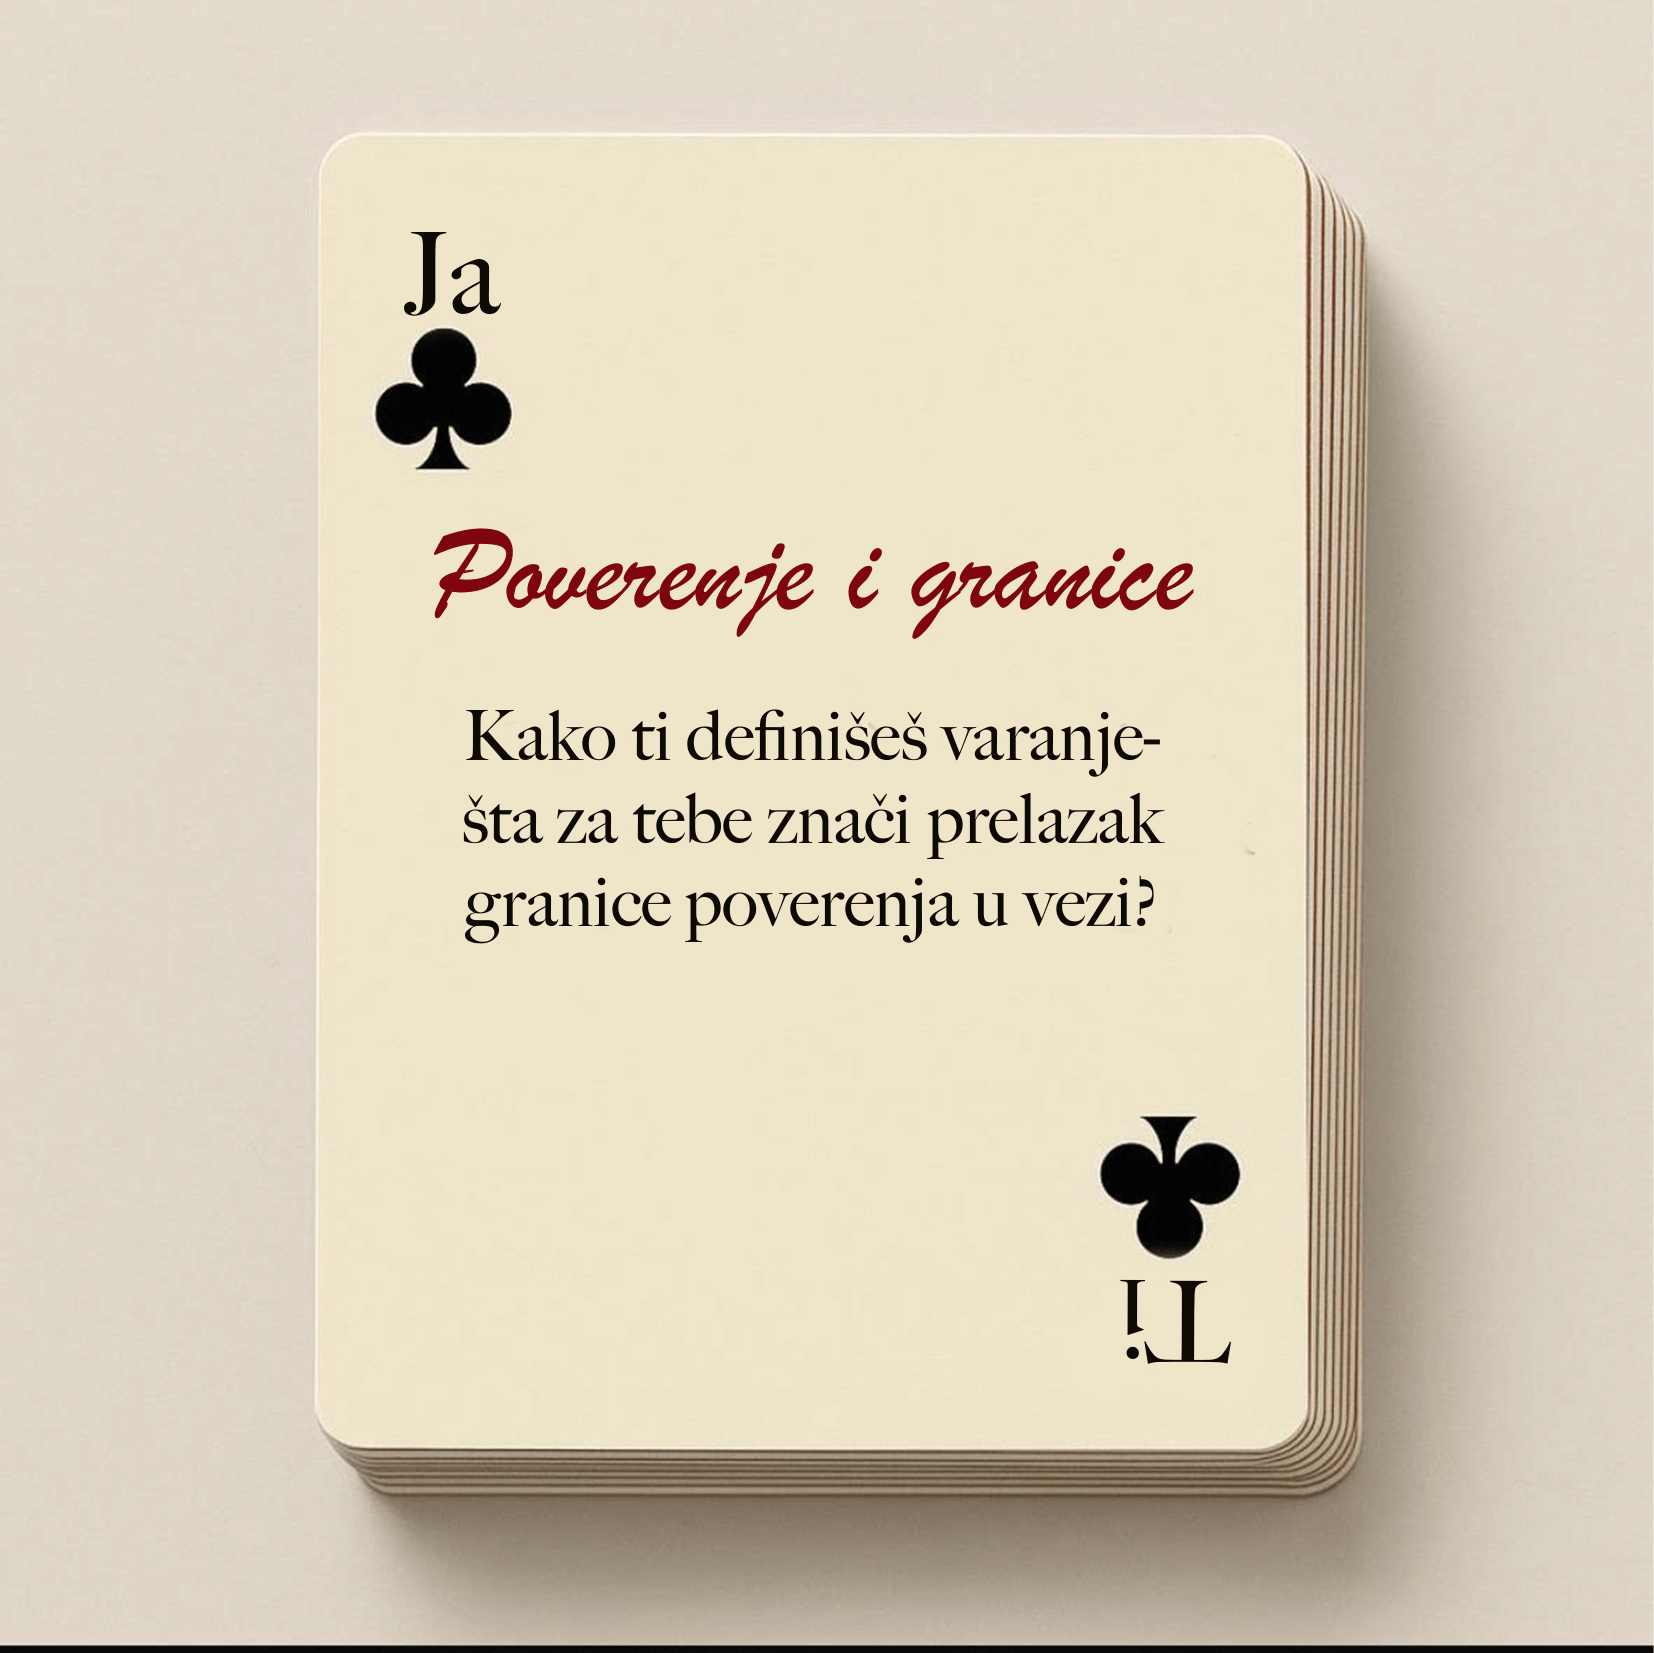 Ja
Poverenje i granice
Kako ti definišeš varanje-
šta za tebe znači prelazak
granice poverenja u vezi?
Ti